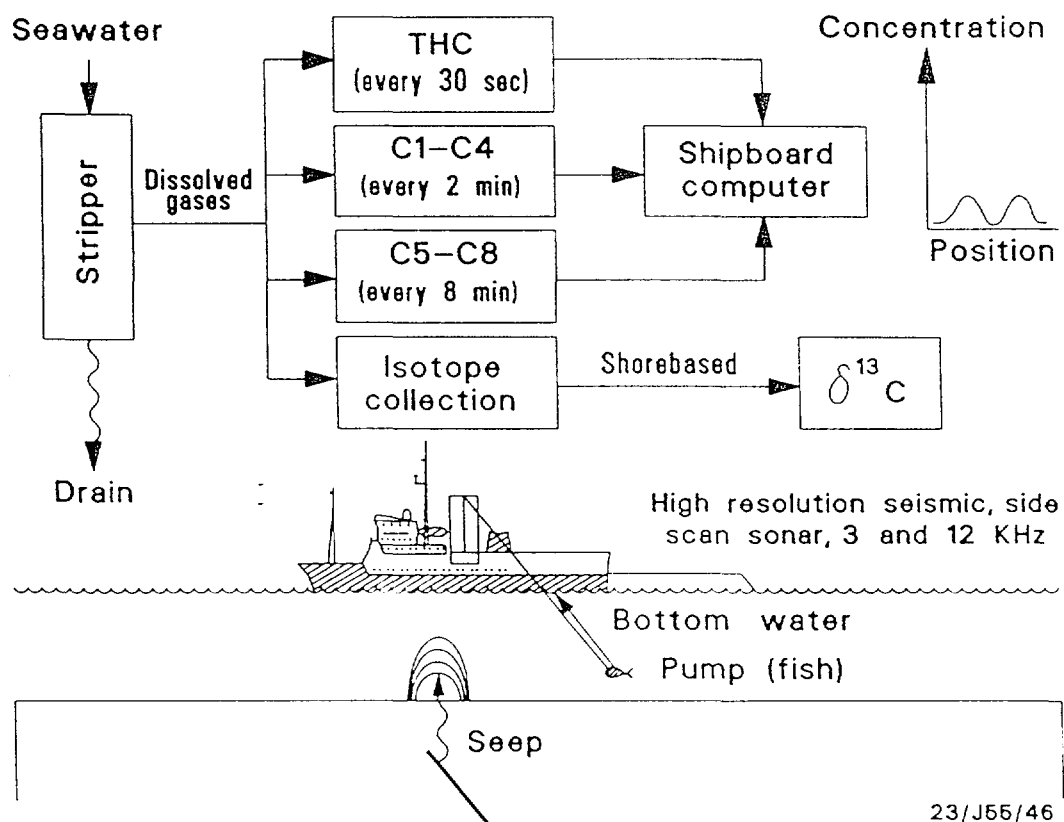 Seawater
Stripper
Drain
Dissolved
gases
THC
(every 30 sec)
C1-C4
(every 2 min)
C5-C8
(every 8 min)
Isotope
collection
Shipboard
computer
Shorebased
δ¹³C
Concentration
Position
High resolution seismic, side
scan sonar, 3 and 12 KHz
Bottom water
Pump (fish)
Seep
23/J55/46